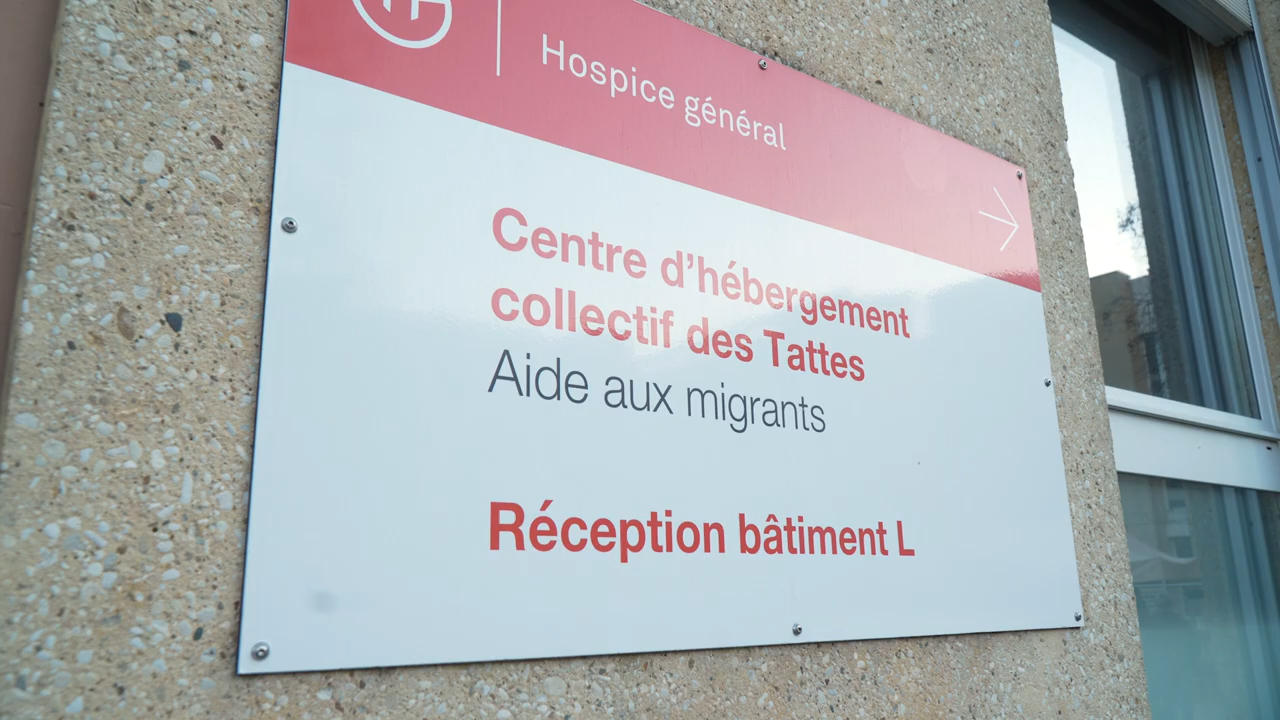 Hospice général
Centre d'hébergement
collectif des Tattes
Aide aux migrants
Réception bâtiment L